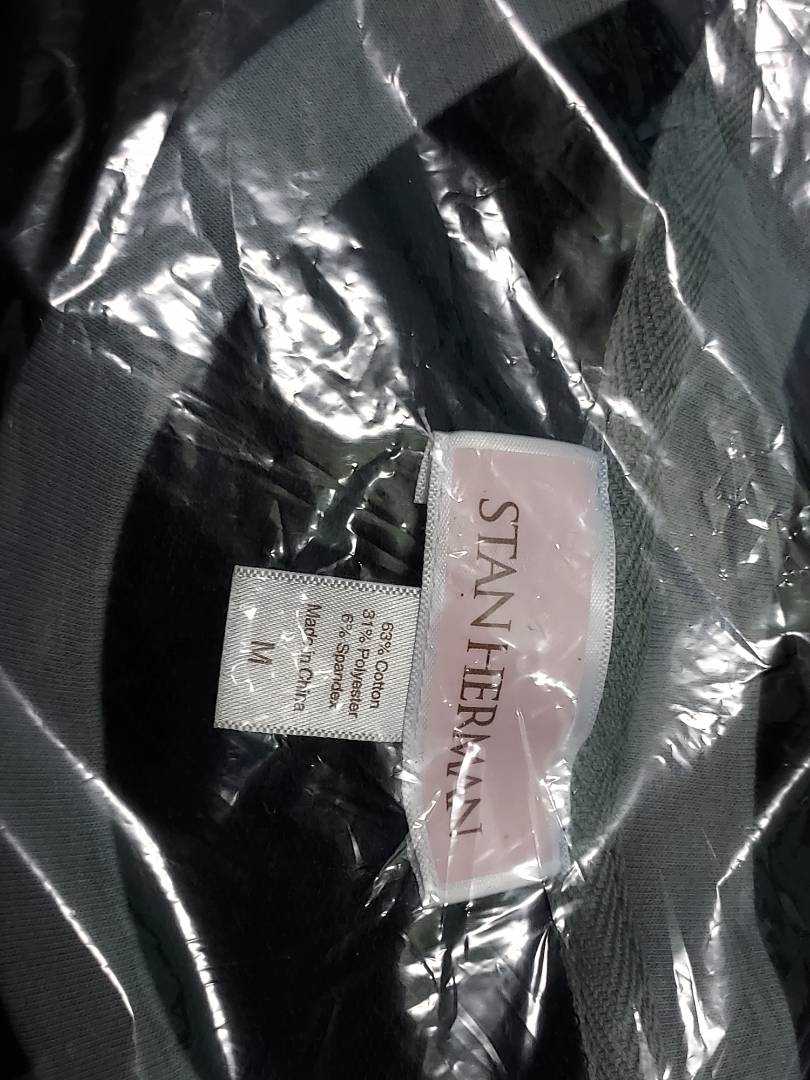 STAN HERMAN
63% Cotton
31% Polyester
6% Spandex
Made in China
M